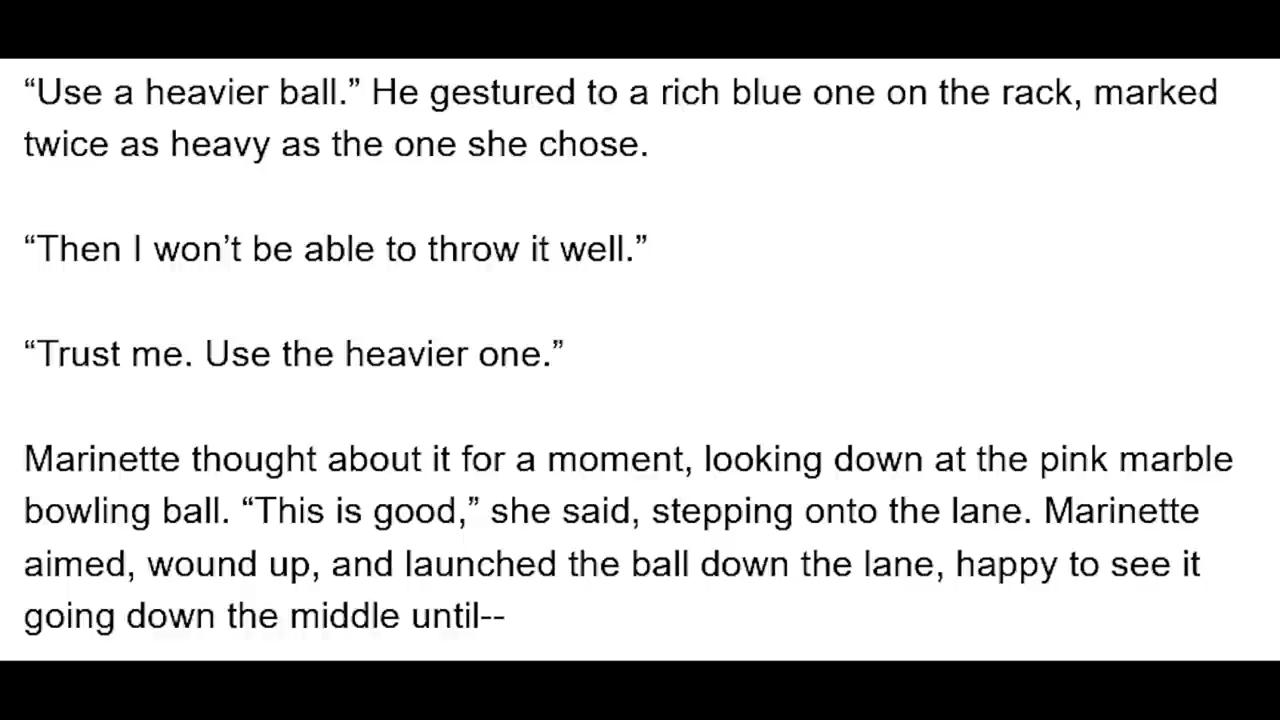 “Use a heavier ball.” He gestured to a rich blue one on the rack, marked
twice as heavy as the one she chose.
“Then I won’t be able to throw it well.”
“Trust me. Use the heavier one.”
Marinette thought about it for a moment, looking down at the pink marble
bowling ball. “This is good,” she said, stepping onto the lane. Marinette
aimed, wound up, and launched the ball down the lane, happy to see it
going down the middle until--